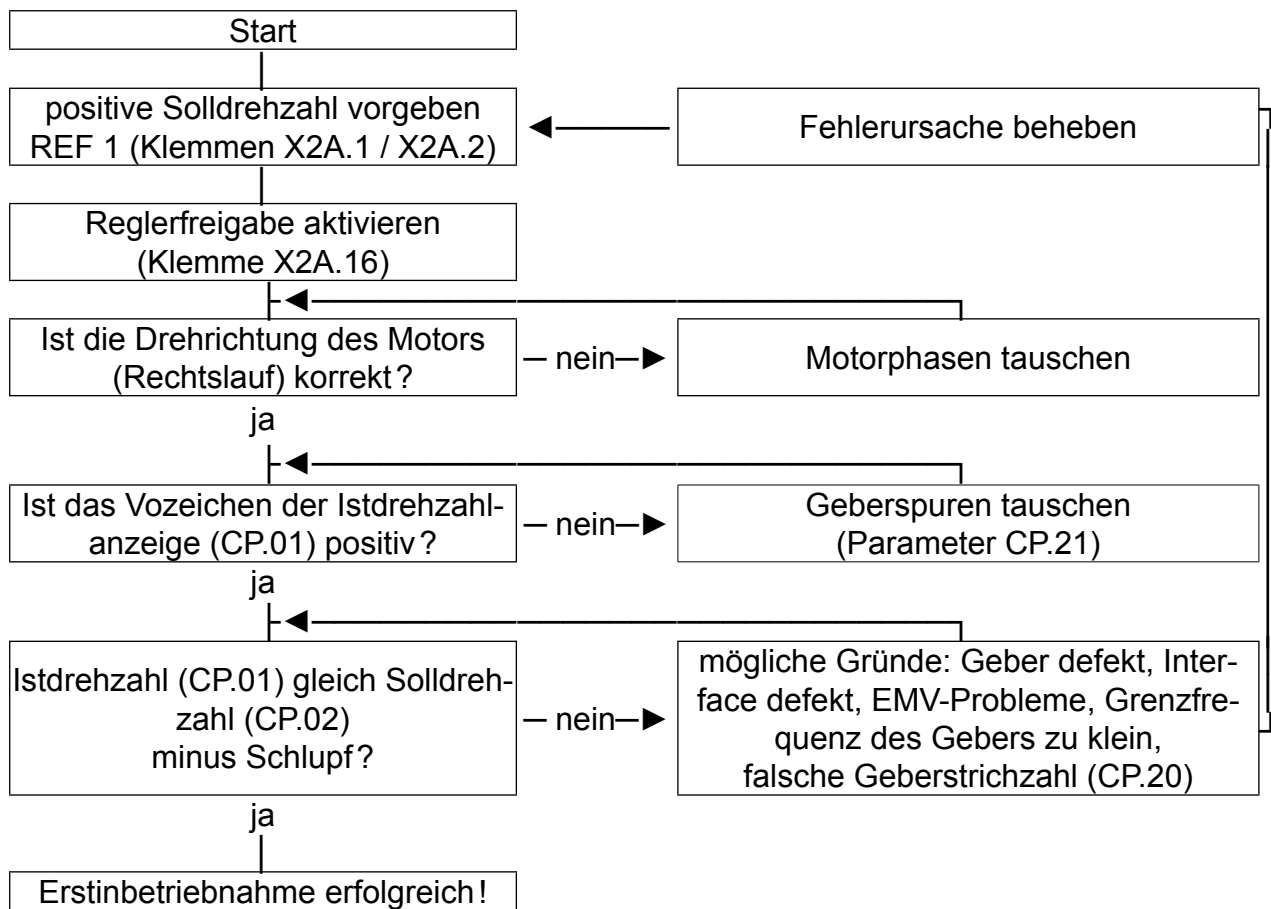 Start
positive Solldrehzahl vorgeben
REF 1 (Klemmen X2A.1 / X2A.2)
Fehlerursache beheben
Reglerfreigabe aktivieren
(Klemme X2A.16)
Ist die Drehrichtung des Motors
(Rechtslauf) korrekt?
nein
Motorphasen tauschen
ja
Ist das Vozeichen der Istdrehzahl-
anzeige (CP.01) positiv?
nein
Geberspuren tauschen
(Parameter CP.21)
ja
Istdrehzahl (CP.01) gleich Solldreh-
zahl (CP.02)
minus Schlupf?
nein
mögliche Gründe: Geber defekt, Inter-
face defekt, EMV-Probleme, Grenzfre-
quenz des Gebers zu klein,
falsche Geberstrichzahl (CP.20)
ja
Erstinbetriebnahme erfolgreich!